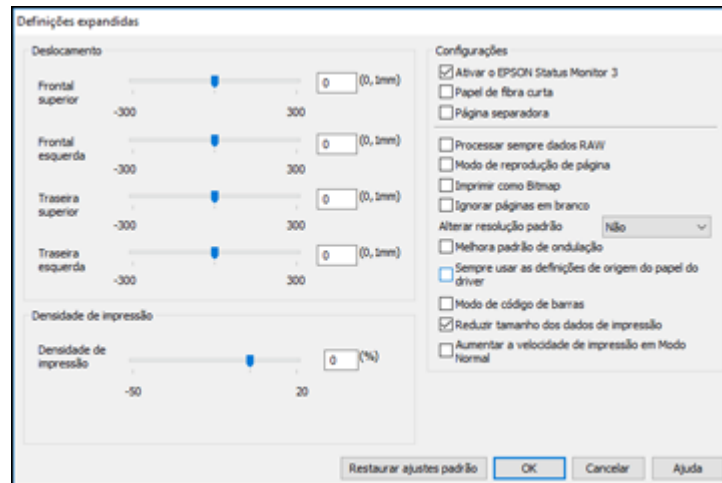 Definições expandidas
Deslocamento
Frontal
superior
0 (0,1mm)
-300 300
Frontal
esquerda
0 (0,1mm)
-300 300
Traseira
superior
0 (0,1mm)
-300 300
Traseira
esquerda
0 (0,1mm)
-300 300
Densidade de impressão
Densidade de
impressão
0 (%)
-50 20
Configurações
Ativar o EPSON Status Monitor 3
Papel de fibra curta
Página separadora
Processar sempre dados RAW
Modo de reprodução de página
Imprimir como Bitmap
Ignorar páginas em branco
Alterar resolução padrão Não
Melhora padrão de ondulação
Sempre usar as definições de origem do papel do
driver
Modo de código de barras
Reduzir tamanho dos dados de impressão
Aumentar a velocidade de impressão em Modo
Normal
Restaurar ajustes padrão OK Cancelar Ajuda